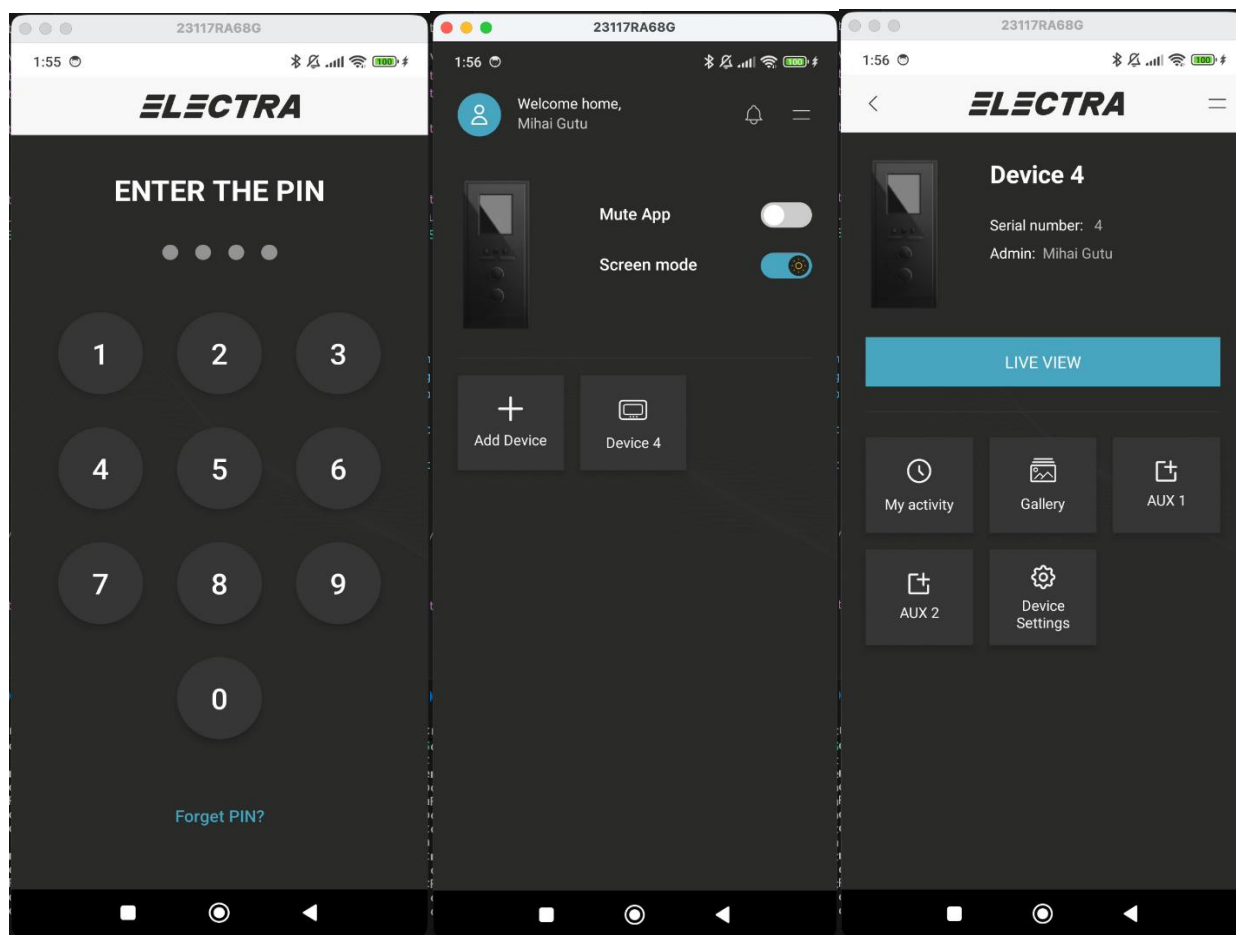 23117RA68G
1:55
100
ELECTRA
ENTER THE PIN
1 2 3
4 5 6
7 8 9
0
Forget PIN?
23117RA68G
1:56
100
Welcome home,
Mihai Gutu
Mute App
Screen mode
Add Device
Device 4
23117RA68G
1:56
100
ELECTRA
Device 4
Serial number: 4
Admin: Mihai Gutu
LIVE VIEW
My activity
Gallery
AUX 1
AUX 2
Device
Settings